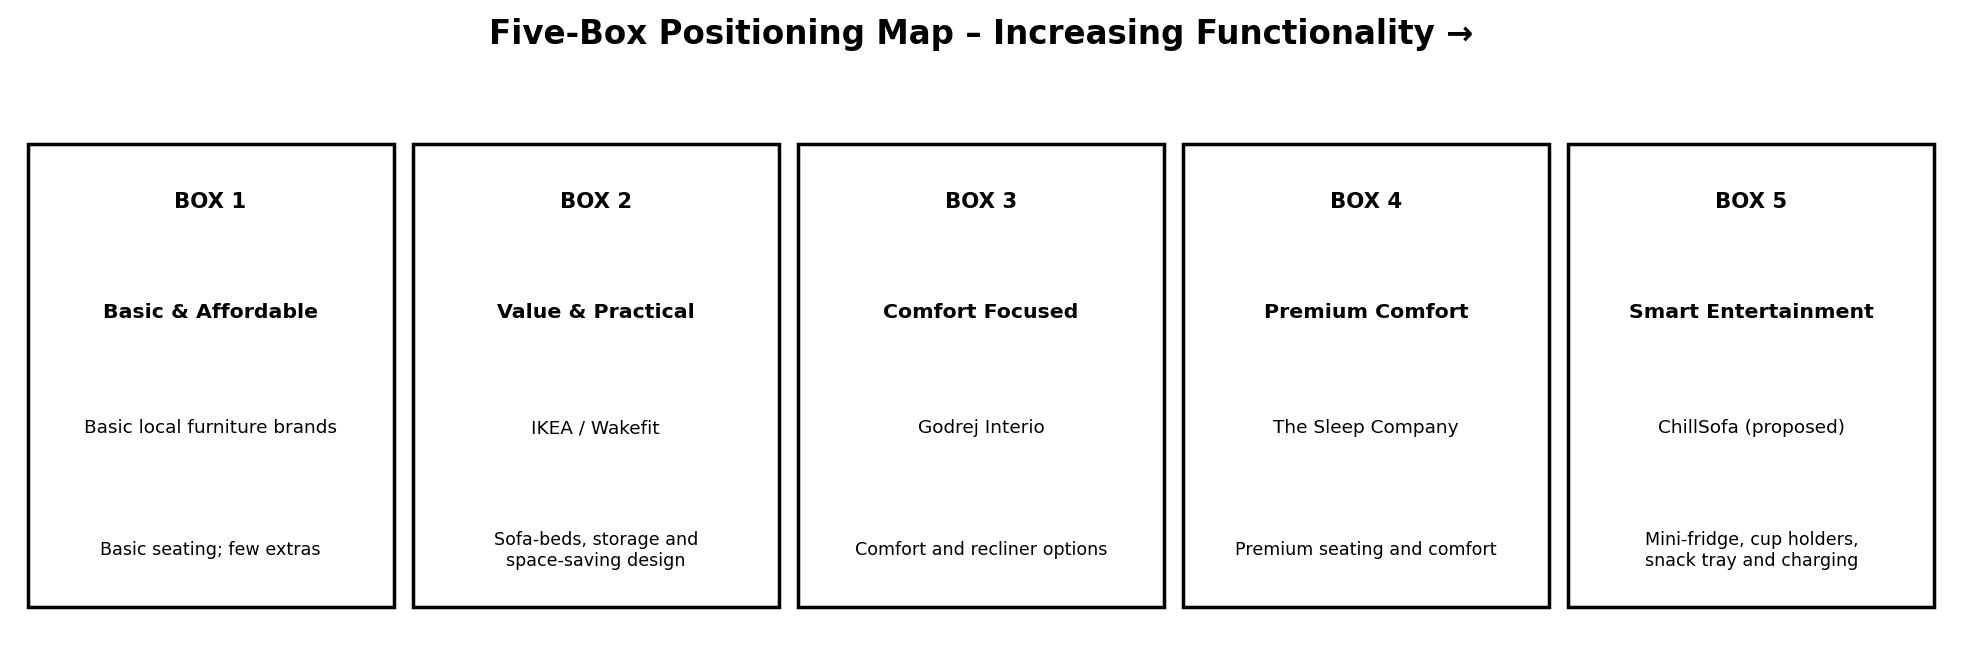 Five-Box Positioning Map – Increasing Functionality →
BOX 1
Basic & Affordable
Basic local furniture brands
Basic seating; few extras
BOX 2
Value & Practical
IKEA / Wakefit
Sofa-beds, storage and
space-saving design
BOX 3
Comfort Focused
Godrej Interio
Comfort and recliner options
BOX 4
Premium Comfort
The Sleep Company
Premium seating and comfort
BOX 5
Smart Entertainment
ChillSofa (proposed)
Mini-fridge, cup holders,
snack tray and charging